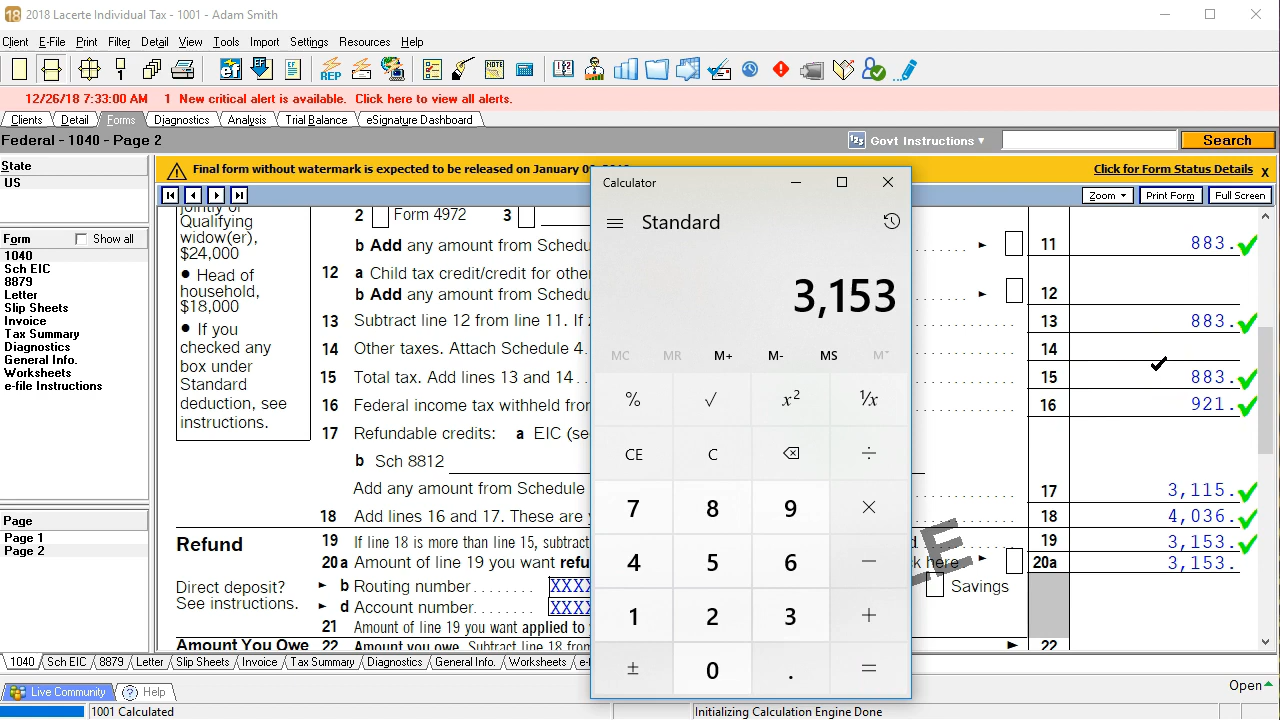 18 2018 Lacerte Individual Tax - 1001 - Adam Smith
Client E-File Print Filter Detail View Tools Import Settings Resources Help
REP NOTE
12/26/18 7:33:00 AM 1 New critical alert is available. Click here to view all alerts.
Clients Detail Forms Diagnostics Analysis Trial Balance eSignature Dashboard
Federal - 1040 - Page 2 123 Govt Instructions Search
State
US
Form Show all
1040
Sch EIC
8879
Letter
Slip Sheets
Invoice
Tax Summary
Diagnostics
General Info.
Worksheets
e-file Instructions
Page
Page 1
Page 2
Final form without watermark is expected to be released on January Click for Form Status Details X
Zoom Print Form Full Screen
jointly or
Qualifying
widow(er),
$24,000
• Head of
household,
$18,000
• If you
checked any
box under
Standard
deduction, see
instructions.
2 Form 4972 3
b Add any amount from Schedu 11 883.
12 a Child tax credit/credit for othe
b Add any amount from Schedu 12
13 Subtract line 12 from line 11. If 13 883.
14 Other taxes. Attach Schedule 4 14
15 Total tax. Add lines 13 and 14 15 883.
16 Federal income tax withheld from 16 921.
17 Refundable credits: a EIC (se
b Sch 8812
Add any amount from Schedule 17 3,115.
18 Add lines 16 and 17. These are 18 4,036.
Refund 19 If line 18 is more than line 15, subtract 19 3,153.
20a Amount of line 19 you want refu k here 20a 3,153.
Direct deposit? b Routing number XXXX Savings
See instructions. d Account number XXXX
21 Amount of line 19 you want applied to
Amount You Owe 22 Amount you owe. Subtract line 18 from 22
Calculator
Standard
3,153
MC MR M+ M- MS M
% √ x² ¹/x
CE C ÷
7 8 9 ×
4 5 6 −
1 2 3 +
± 0 . =
1040 Sch EIC 8879 Letter Slip Sheets Invoice Tax Summary Diagnostics General Info. Worksheets e-
Live Community Help
Open
1001 Calculated Initializing Calculation Engine Done